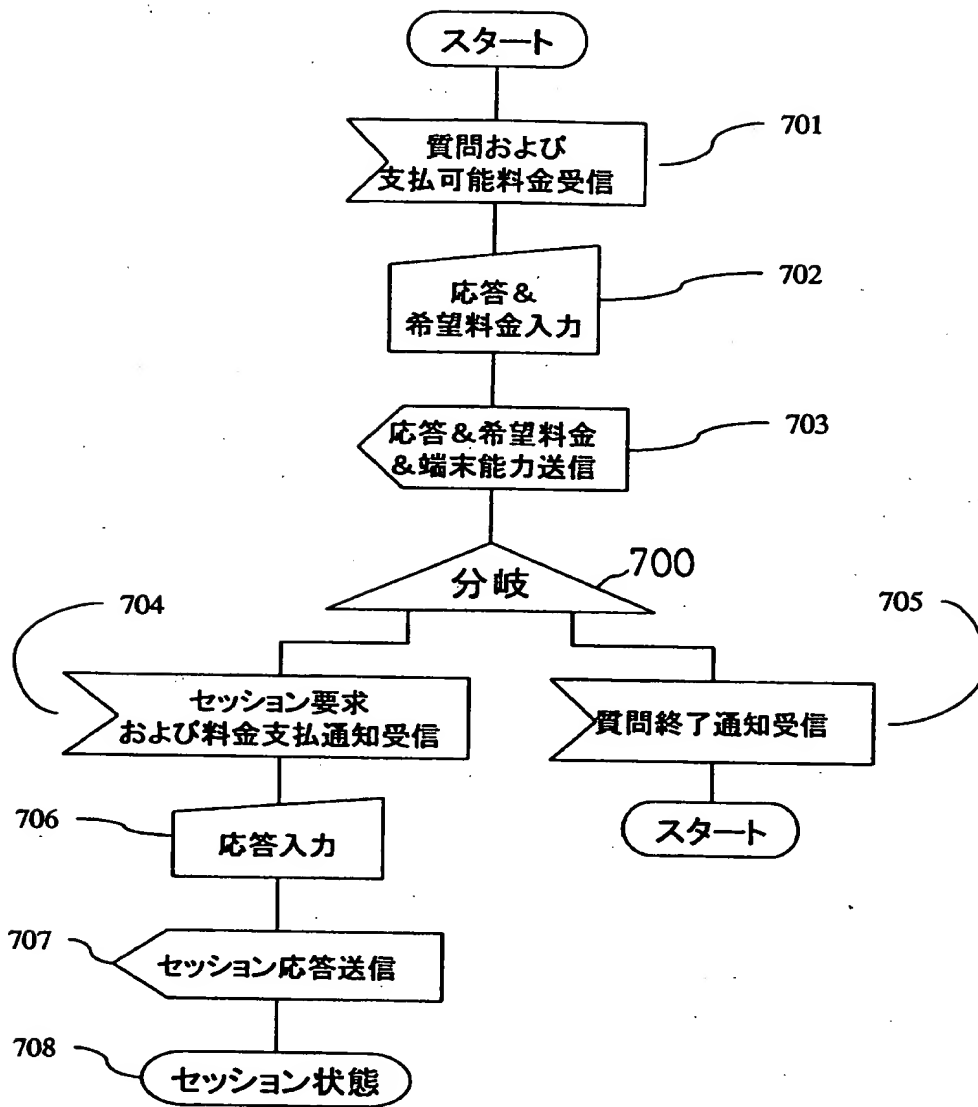 スタート
質問および
支払可能料金受信
701
応答&
希望料金入力
702
応答&希望料金
&端末能力送信
703
分岐
700
704
セッション要求
および料金支払通知受信
705
質問終了通知受信
706
応答入力
スタート
707
セッション応答送信
708
セッション状態